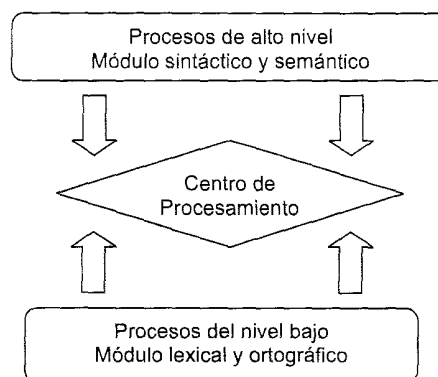 Procesos de alto nivel
Módulo sintáctico y semántico
Centro de
Procesamiento
Procesos del nivel bajo
Módulo lexical y ortográfico